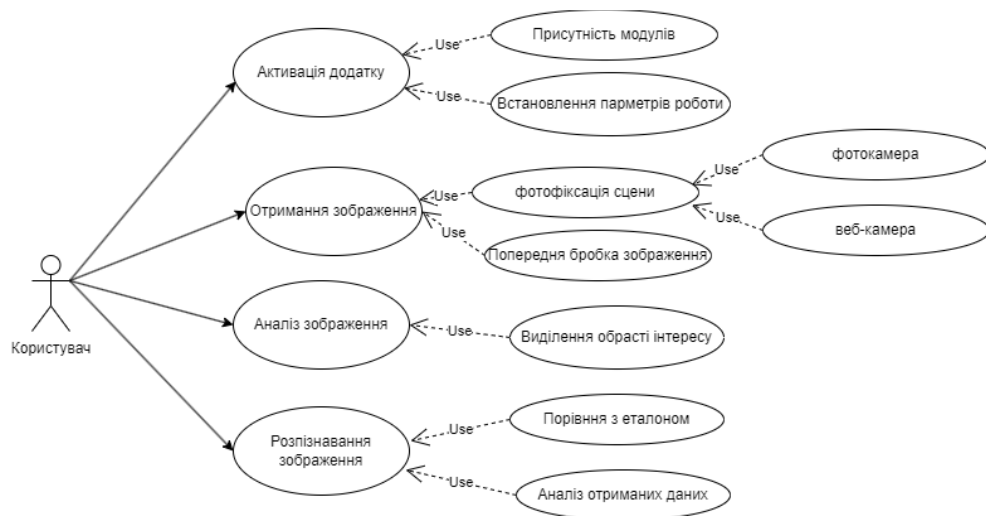 Активація додатку
Use
Присутність модулів
Use
Встановлення парметрів роботи
Отримання зображення
Use
фотофіксація сцени
Use
фотокамера
Use
веб-камера
Use
Попередня бробка зображення
Користувач
Аналіз зображення
Use
Виділення обрасті інтересу
Розпізнавання
зображення
Use
Порівння з еталоном
Use
Аналіз отриманих даних